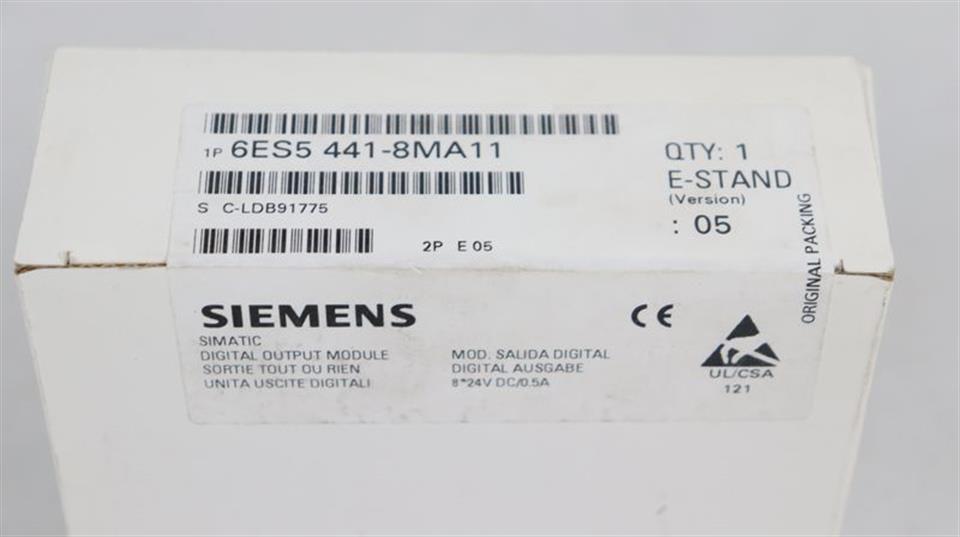 1P 6ES5 441-8MA11
S C-LDB91775
2P E 05
QTY: 1
E-STAND
(Version)
: 05
ORIGINAL PACKING
SIEMENS
SIMATIC
DIGITAL OUTPUT MODULE
SORTIE TOUT OU RIEN
UNITA USCITE DIGITALI
MOD. SALIDA DIGITAL
DIGITAL AUSGABE
8*24V DC/0.5A
CE
UL/CSA
121